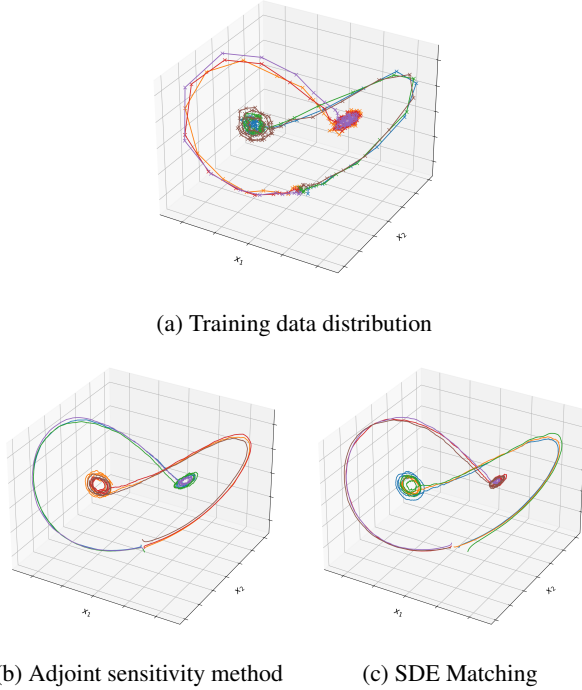 x₁
x₂
(a) Training data distribution
x₁
x₂
x₁
x₂
(b) Adjoint sensitivity method
(c) SDE Matching